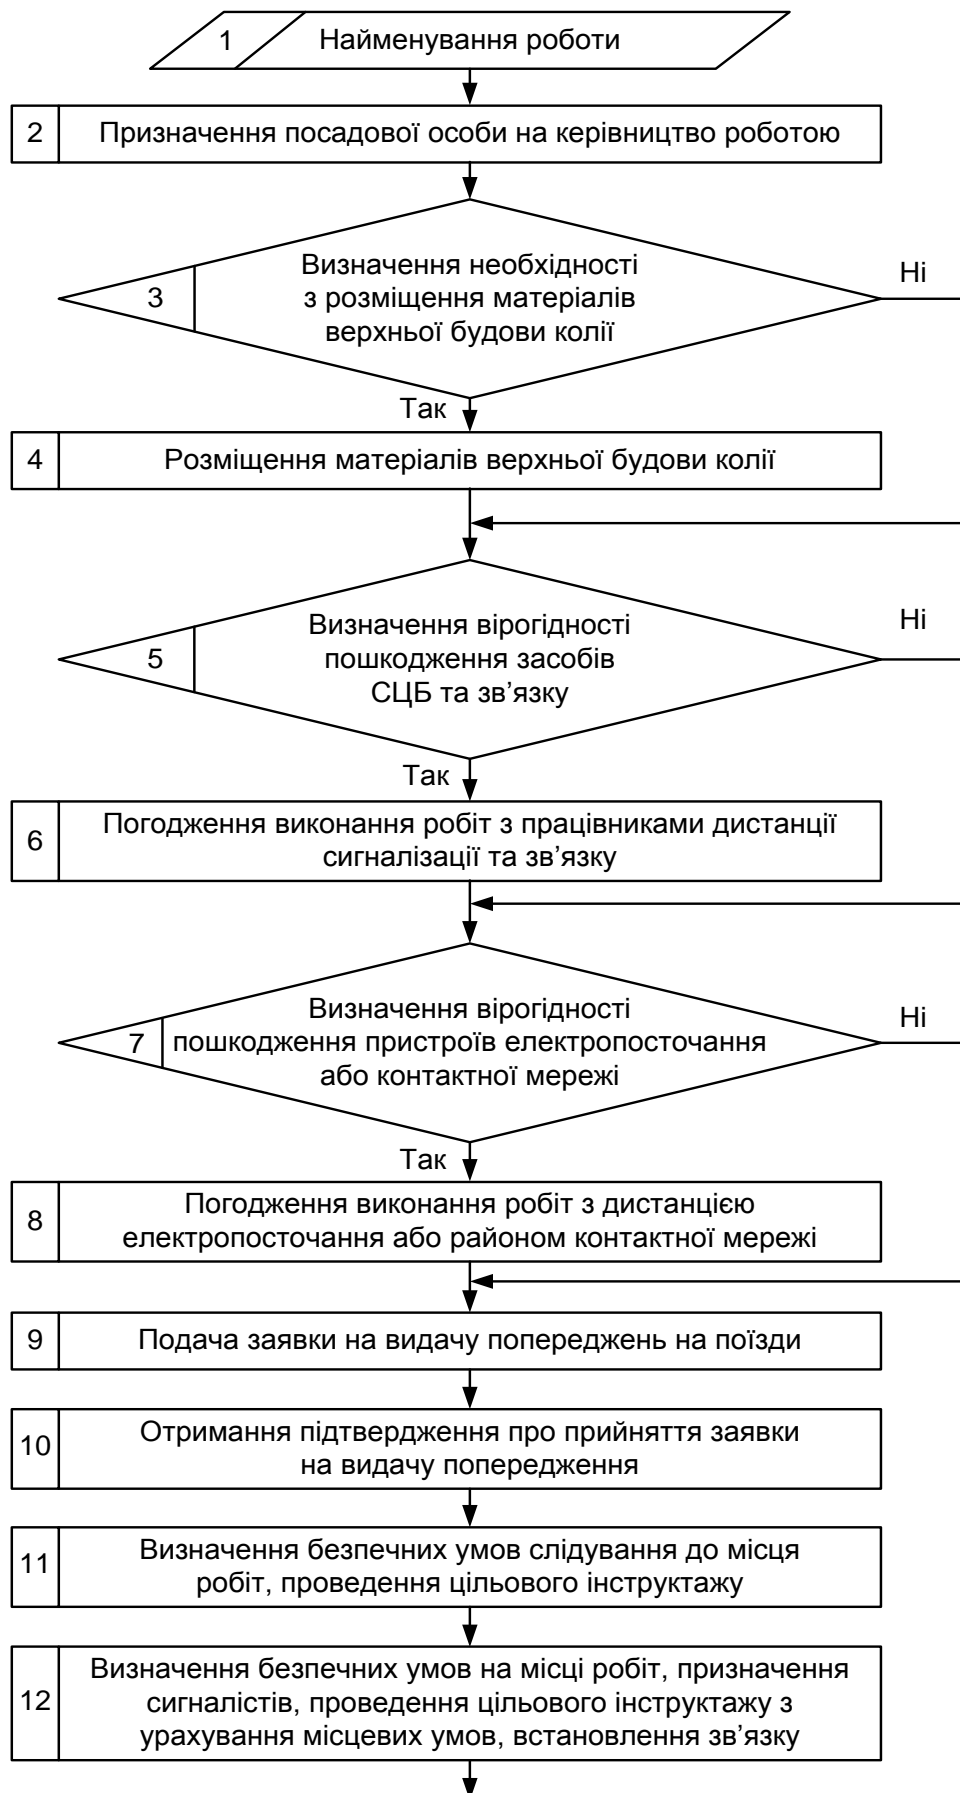 1 Найменування роботи
2 Призначення посадової особи на керівництво роботою
Визначення необхідності
Ні
3 з розміщення матеріалів
верхньої будови колії
Так
4 Розміщення матеріалів верхньої будови колії
Визначення вірогідності
Ні
5 пошкодження засобів
СЦБ та зв’язку
Так
6 Погодження виконання робіт з працівниками дистанції
сигналізації та зв’язку
Визначення вірогідності
Ні
7 пошкодження пристроїв електропосточання
або контактної мережі
Так
8 Погодження виконання робіт з дистанцією
електропосточання або районом контактної мережі
9 Подача заявки на видачу попереджень на поїзди
10 Отримання підтвердження про прийняття заявки
на видачу попередження
11 Визначення безпечних умов слідування до місця
робіт, проведення цільового інструктажу
Визначення безпечних умов на місці робіт, призначення
12 сигналістів, проведення цільового інструктажу з
урахування місцевих умов, встановлення зв’язку